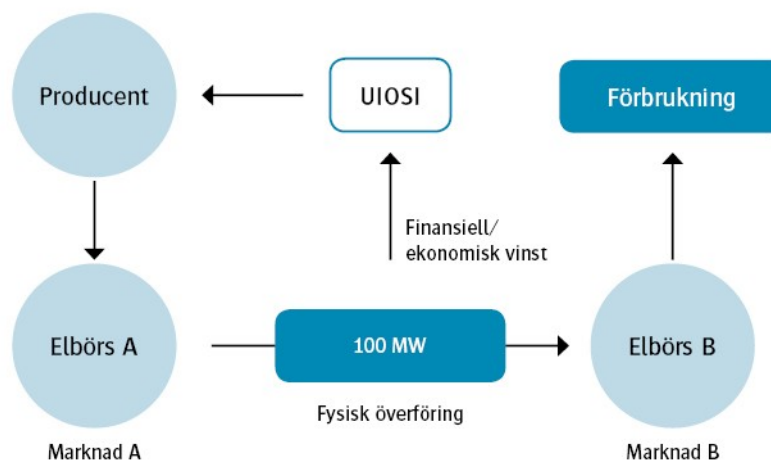 Producent
UIOSI
Förbrukning
Finansiell/
ekonomisk vinst
Elbörs A
100 MW
Elbörs B
Fysisk överföring
Marknad A
Marknad B